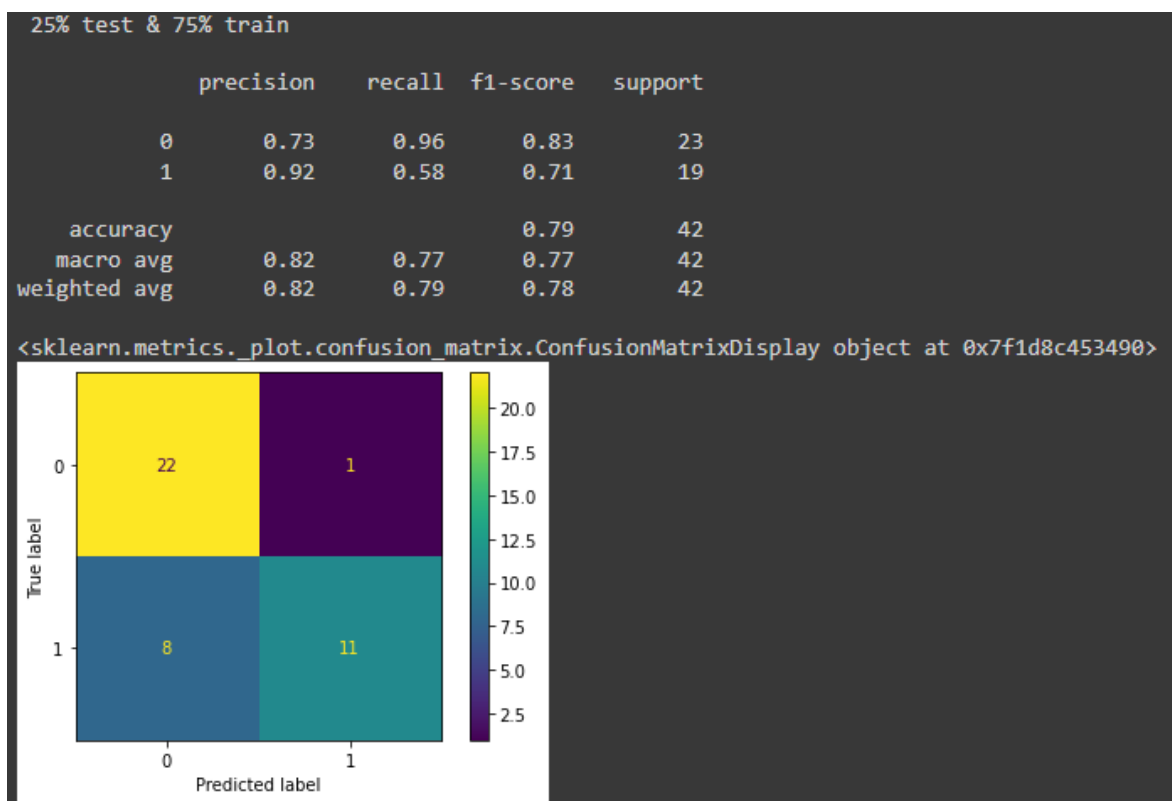 25% test & 75% train
precision recall f1-score support
0 0.73 0.96 0.83 23
1 0.92 0.58 0.71 19
accuracy 0.79 42
macro avg 0.82 0.77 0.77 42
weighted avg 0.82 0.79 0.78 42
<sklearn.metrics._plot.confusion_matrix.ConfusionMatrixDisplay object at 0x7f1d8c453490>
True label
0 22 1
1 8 11
0 1
Predicted label
20.0
17.5
15.0
12.5
10.0
7.5
5.0
2.5